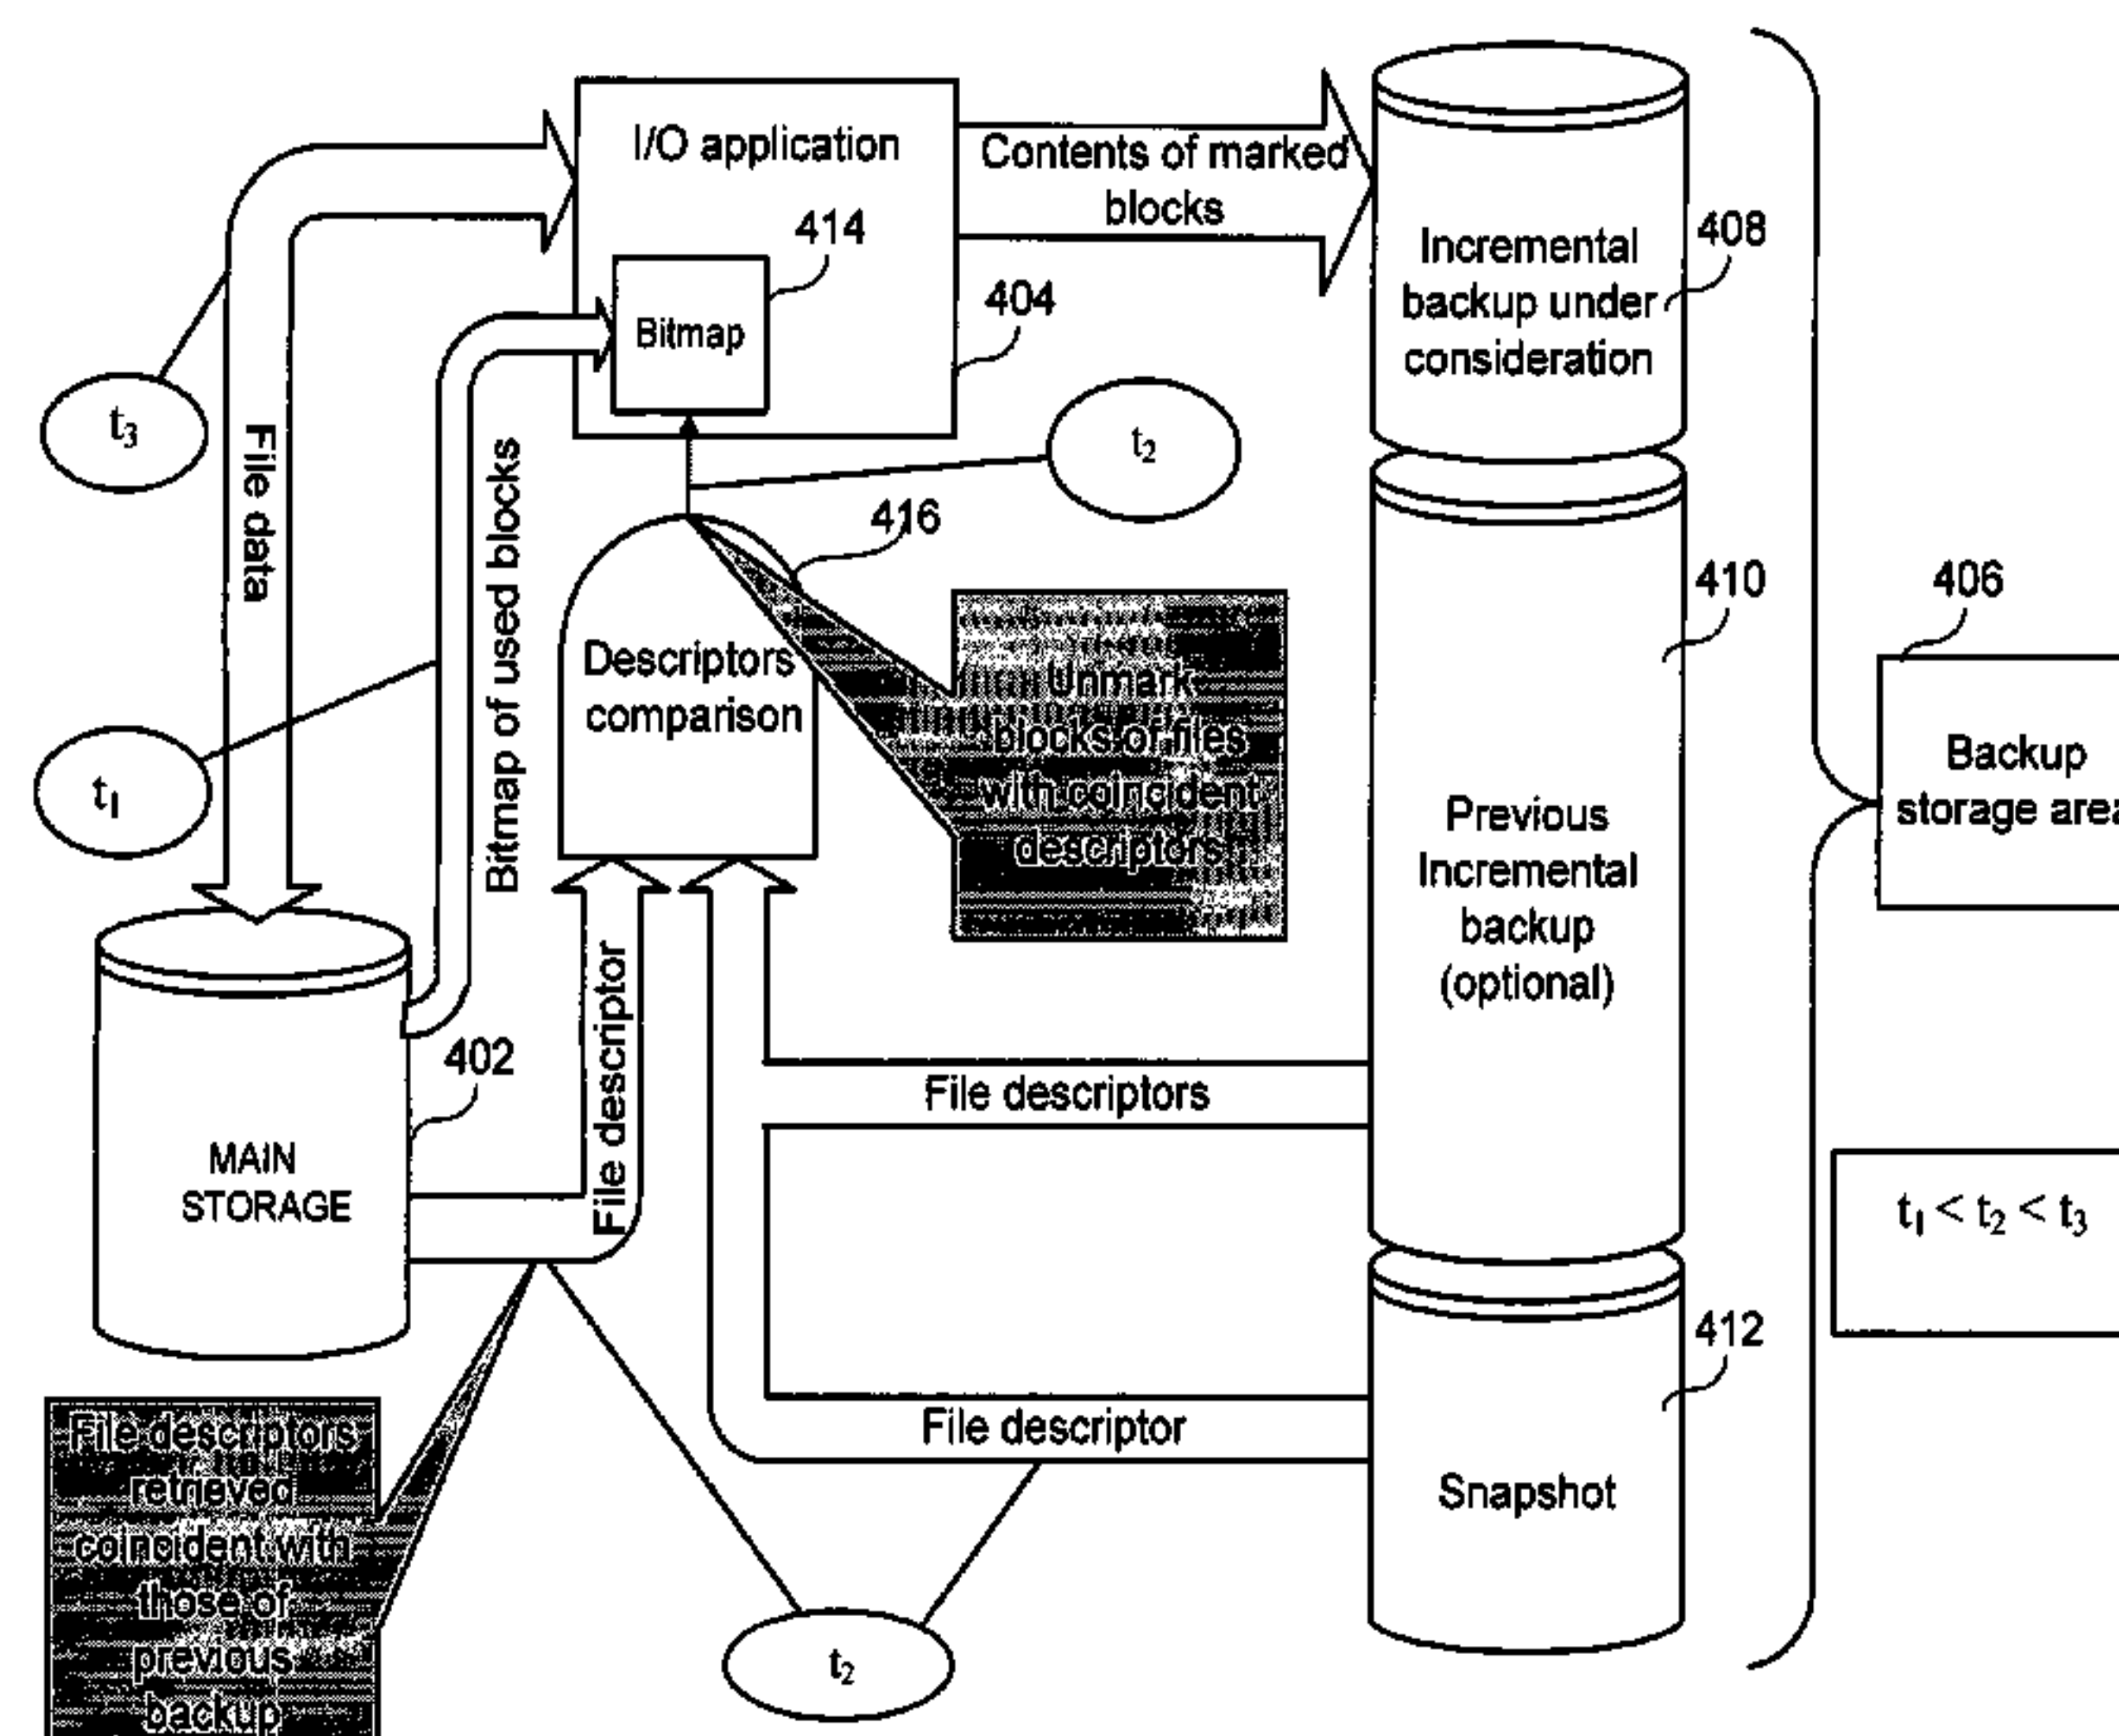 I/O application
414
Bitmap
404
Contents of marked
blocks
Incremental
backup under
consideration
408
t3
File data
t1
Bitmap of used blocks
t2
416
Descriptors
comparison
Unmark
blocks of files
with coincident
descriptors
410
Previous
Incremental
backup
(optional)
406
Backup
storage area
MAIN
STORAGE
402
File descriptor
File descriptors
File descriptor
t1 < t2 < t3
412
Snapshot
File descriptors
retrieved
coincident with
those of
previous
backup
t2